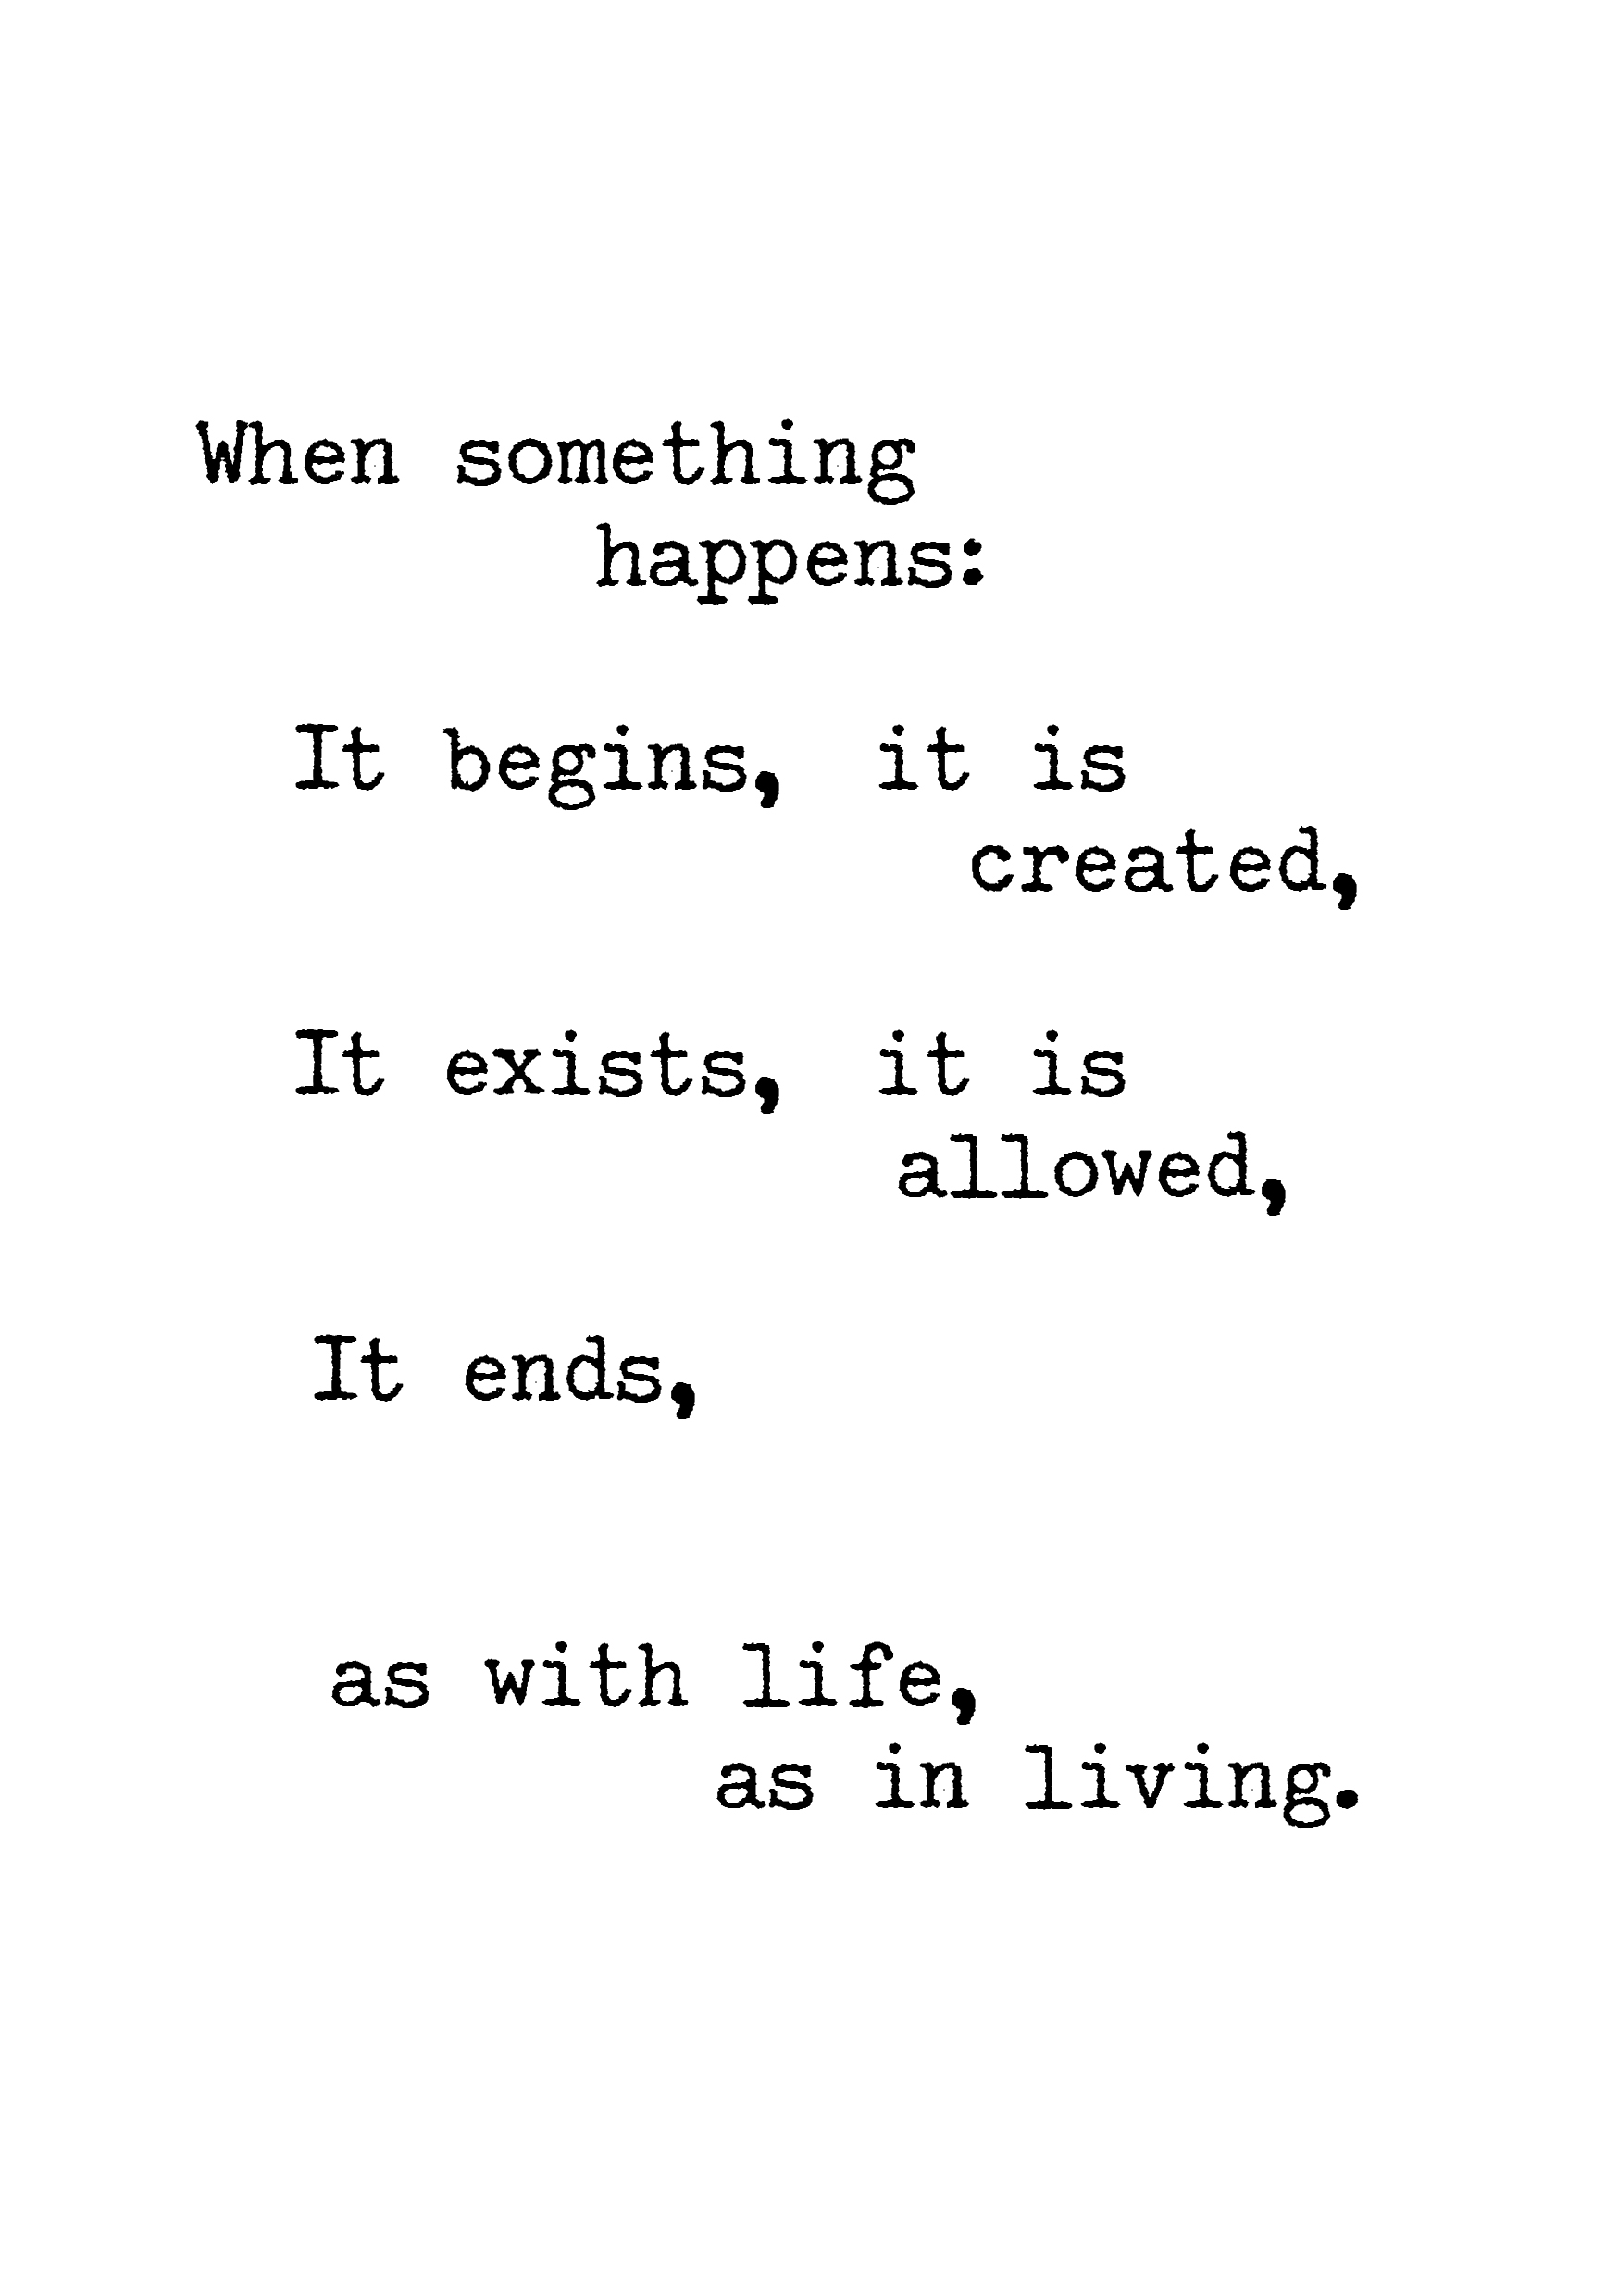 When something
happens:
It begins, it is
created,
It exists, it is
allowed,
It ends,
as with life,
as in living.